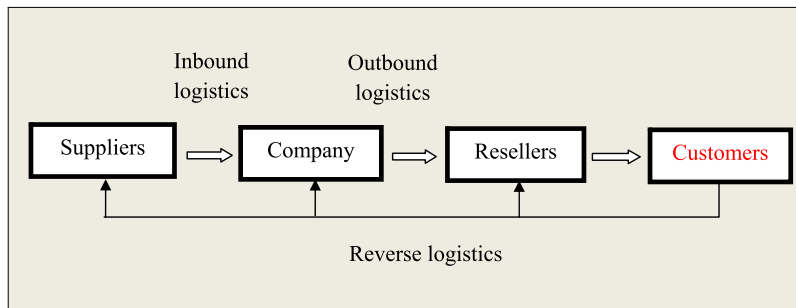 Inbound
logistics
Outbound
logistics
Suppliers
Company
Resellers
Customers
Reverse logistics